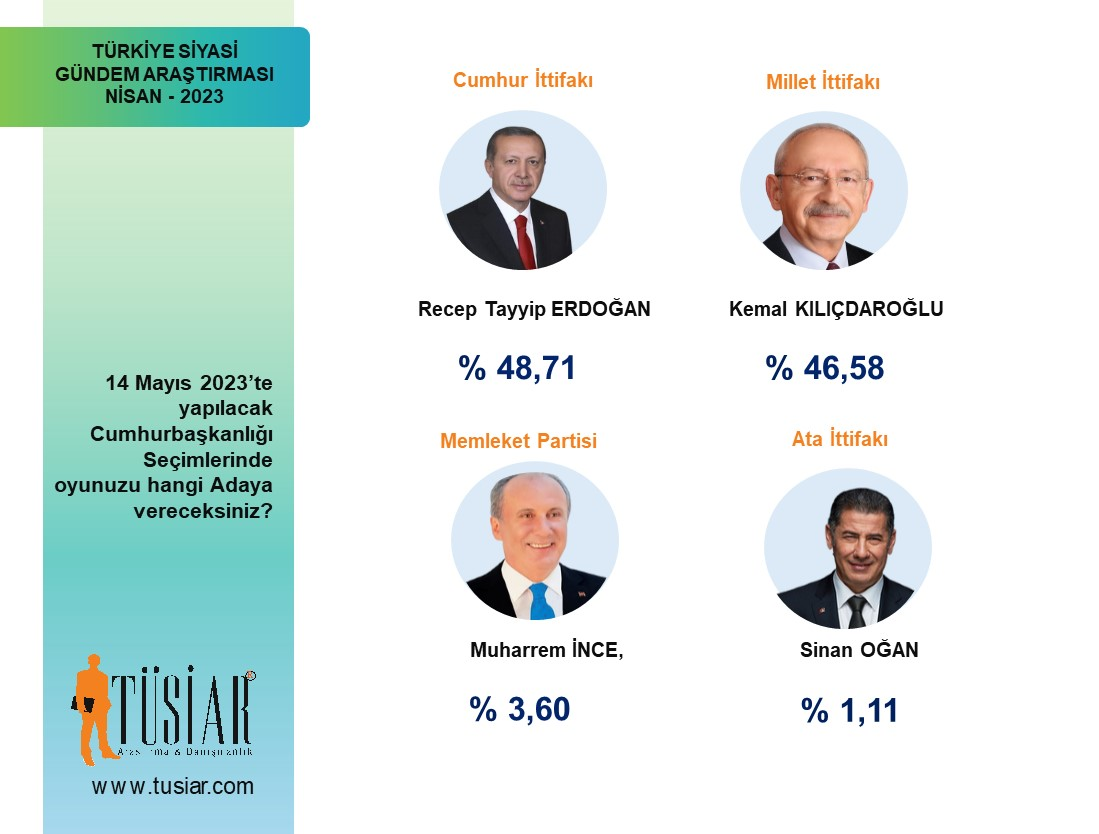 TÜRKİYE SİYASİ
GÜNDEM ARAŞTIRMASI
NİSAN - 2023
14 Mayıs 2023’te
yapılacak
Cumhurbaşkanlığı
Seçimlerinde
oyunuzu hangi Adaya
vereceksiniz?
TÜSİAR®
Araştırma & Danışmanlık
www.tusiar.com
Cumhur İttifakı
Recep Tayyip ERDOĞAN
% 48,71
Millet İttifakı
Kemal KILIÇDAROĞLU
% 46,58
Memleket Partisi
Muharrem İNCE,
% 3,60
Ata İttifakı
Sinan OĞAN
% 1,11